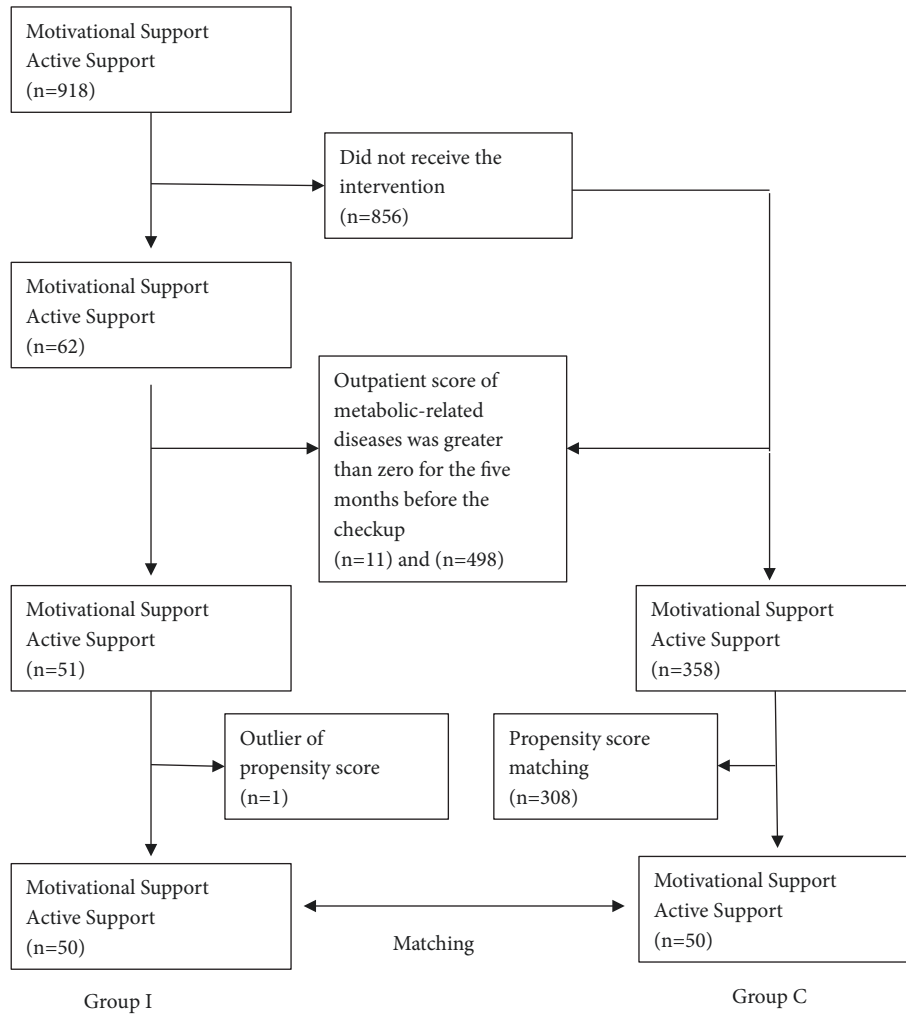 Motivational Support
Active Support
(n=918)
Did not receive the
intervention
(n=856)
Motivational Support
Active Support
(n=62)
Outpatient score of
metabolic-related
diseases was greater
than zero for the five
months before the
checkup
(n=11) and (n=498)
Motivational Support
Active Support
(n=51)
Motivational Support
Active Support
(n=358)
Outlier of
propensity score
(n=1)
Propensity score
matching
(n=308)
Motivational Support
Active Support
(n=50)
Matching
Motivational Support
Active Support
(n=50)
Group I
Group C